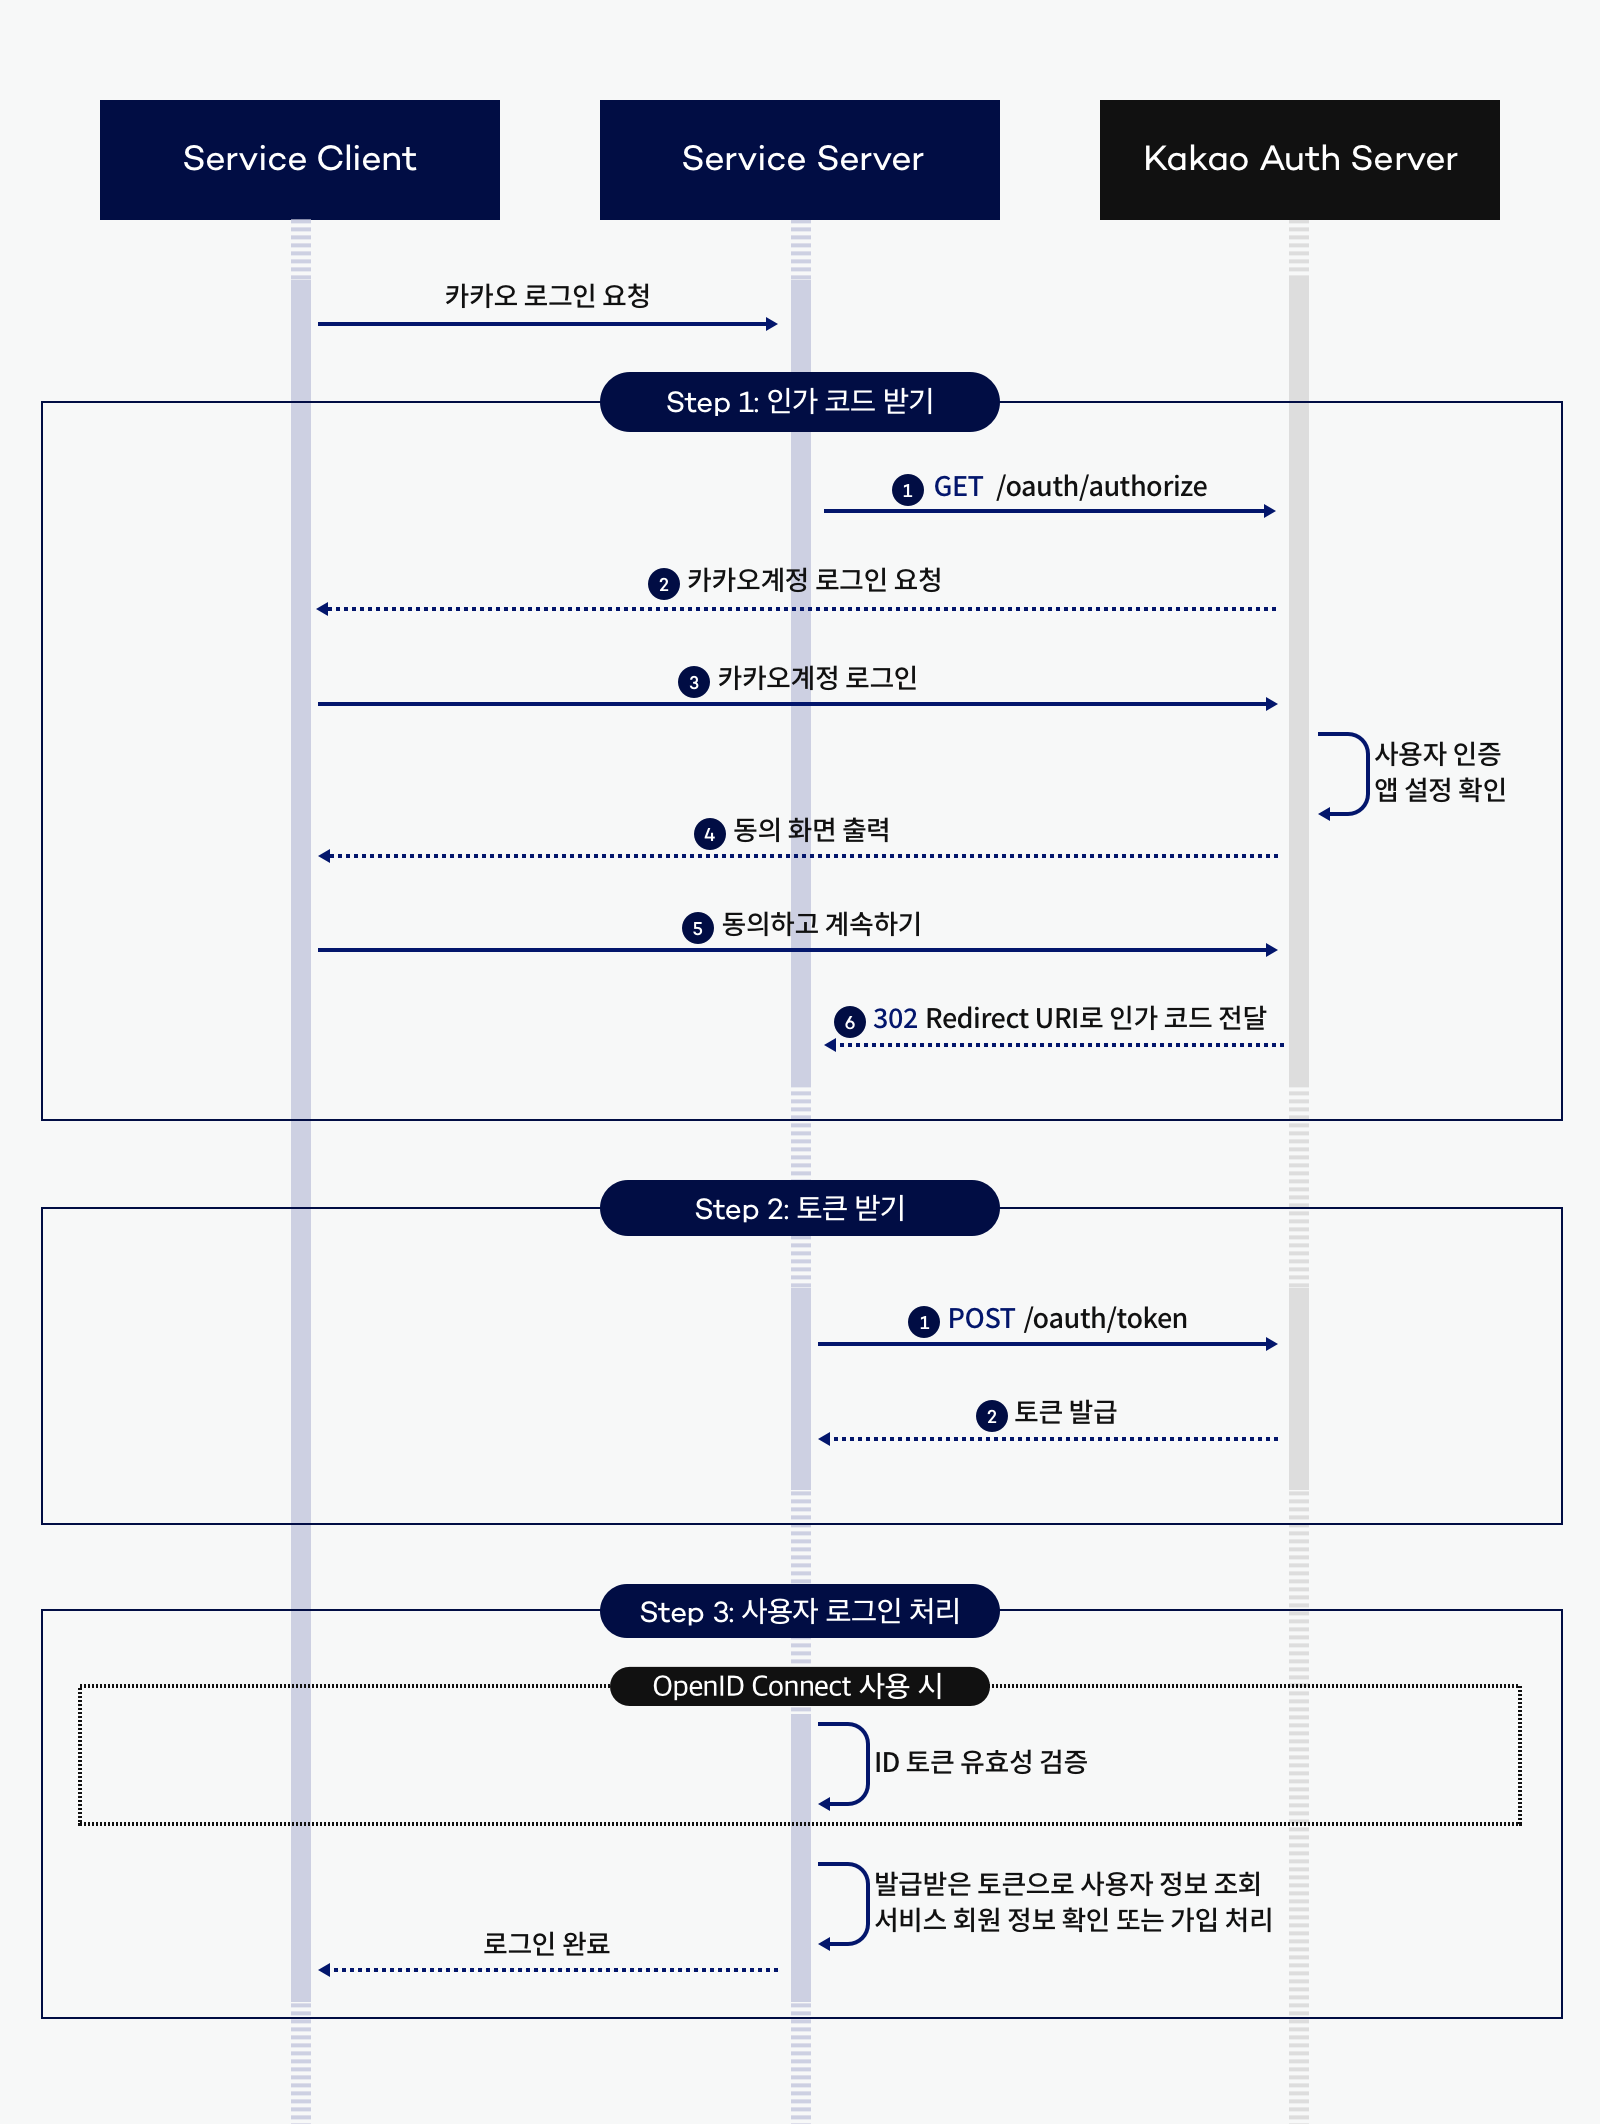 Service Client
Service Server
Kakao Auth Server
카카오 로그인 요청
Step 1: 인가 코드 받기
1 GET /oauth/authorize
2 카카오계정 로그인 요청
3 카카오계정 로그인
사용자 인증
앱 설정 확인
4 동의 화면 출력
5 동의하고 계속하기
6 302 Redirect URI로 인가 코드 전달
Step 2: 토큰 받기
1 POST /oauth/token
2 토큰 발급
Step 3: 사용자 로그인 처리
OpenID Connect 사용 시
ID 토큰 유효성 검증
발급받은 토큰으로 사용자 정보 조회
서비스 회원 정보 확인 또는 가입 처리
로그인 완료